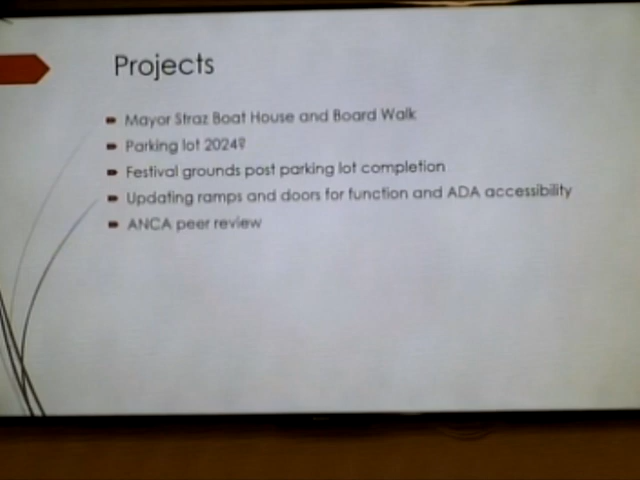 Projects
Mayor Straz Boat House and Board Walk
Parking lot 2024?
Festival grounds post parking lot completion
Updating ramps and doors for function and ADA accessibility
ANCA peer review